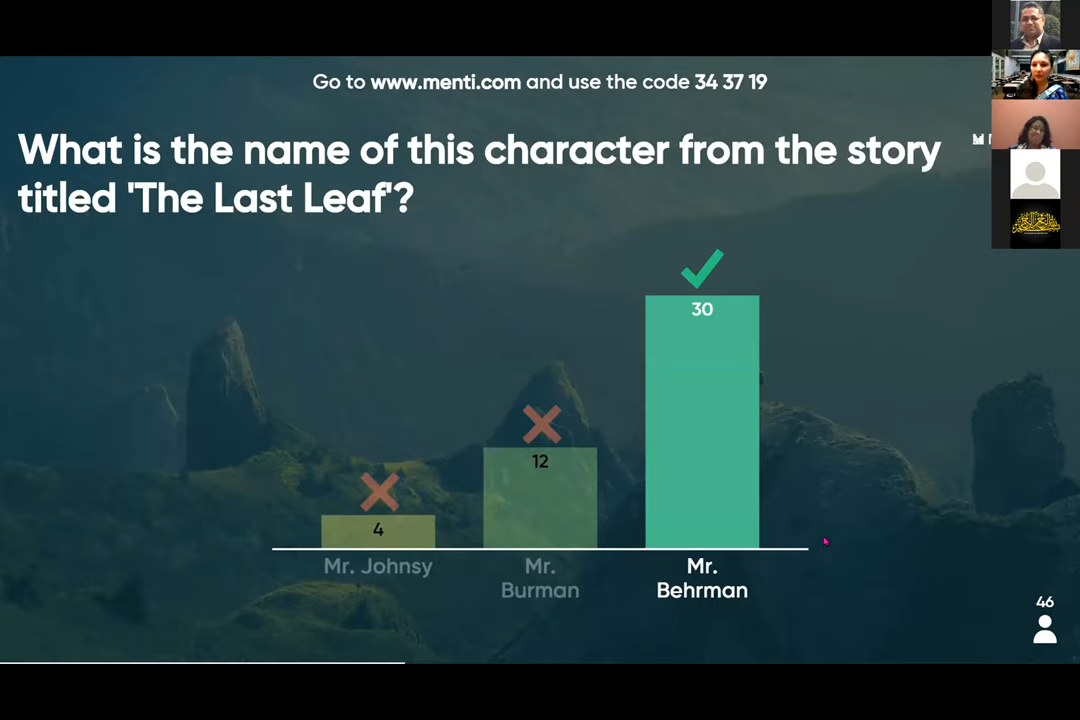 Go to www.menti.com and use the code 34 37 19
What is the name of this character from the story
titled 'The Last Leaf'?
30
12
4
Mr. Johnsy
Mr.
Burman
Mr.
Behrman
46